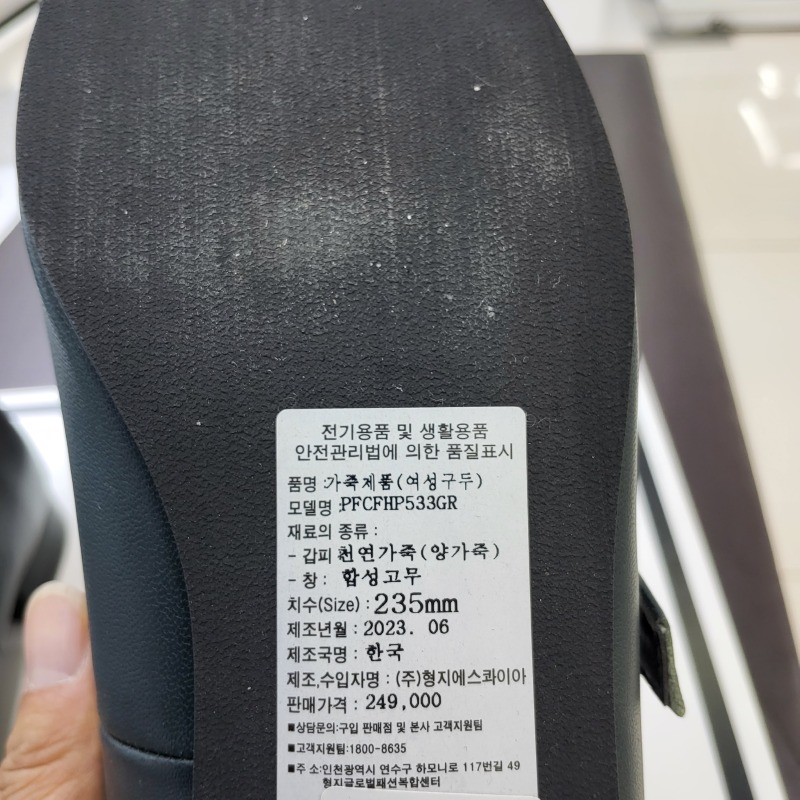 전기용품 및 생활용품
안전관리법에 의한 품질표시
품명 : 가죽제품(여성구두)
모델명 : PFCFHP533GR
재료의 종류 :
- 갑피 천연가죽(양가죽)
- 창 : 합성고무
치수(Size) : 235mm
제조년월 : 2023. 06
제조국명 : 한국
제조,수입자명 : (주)형지에스콰이아
판매가격 : 249,000
■상담문의:구입 판매점 및 본사 고객지원팀
■고객지원팀:1800-8635
■주 소:인천광역시 연수구 하모니로 117번길 49
형지글로벌패션복합센터